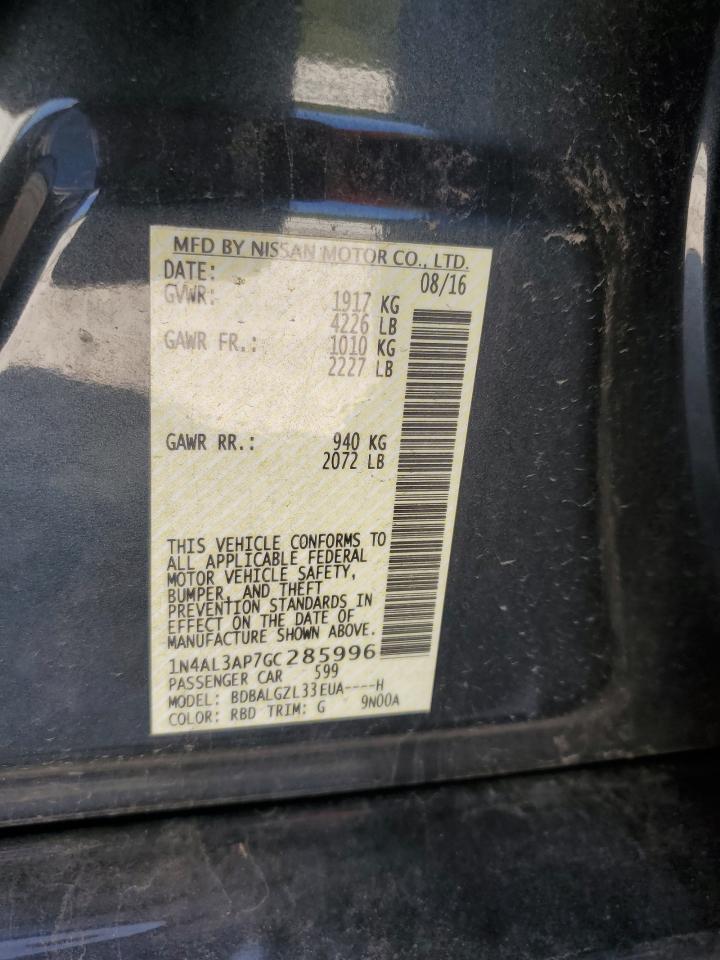 MFD BY NISSAN MOTOR CO., LTD.
DATE: 08/16
GVWR: 1917 KG
4226 LB
GAWR FR.: 1010 KG
2227 LB
GAWR RR.: 940 KG
2072 LB
THIS VEHICLE CONFORMS TO
ALL APPLICABLE FEDERAL
MOTOR VEHICLE SAFETY,
BUMPER, AND THEFT
PREVENTION STANDARDS IN
EFFECT ON THE DATE OF
MANUFACTURE SHOWN ABOVE.
1N4AL3AP7GC285996
PASSENGER CAR 599
MODEL: BDBALGZL33EUA----H
COLOR: RBD TRIM: G 9N00A